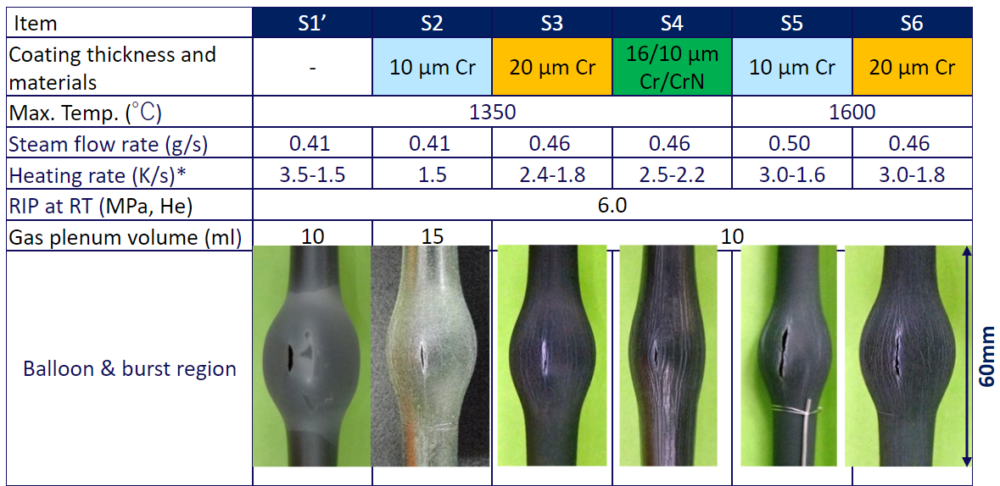 Item S1’ S2 S3 S4 S5 S6
Coating thickness and
materials
-
10 μm Cr
20 μm Cr
16/10 μm
Cr/CrN
10 μm Cr
20 μm Cr
Max. Temp. (℃) 1350 1600
Steam flow rate (g/s) 0.41 0.41 0.46 0.46 0.50 0.46
Heating rate (K/s)* 3.5-1.5 1.5 2.4-1.8 2.5-2.2 3.0-1.6 3.0-1.8
RIP at RT (MPa, He) 6.0
Gas plenum volume (ml) 10 15 10
Balloon & burst region
60mm